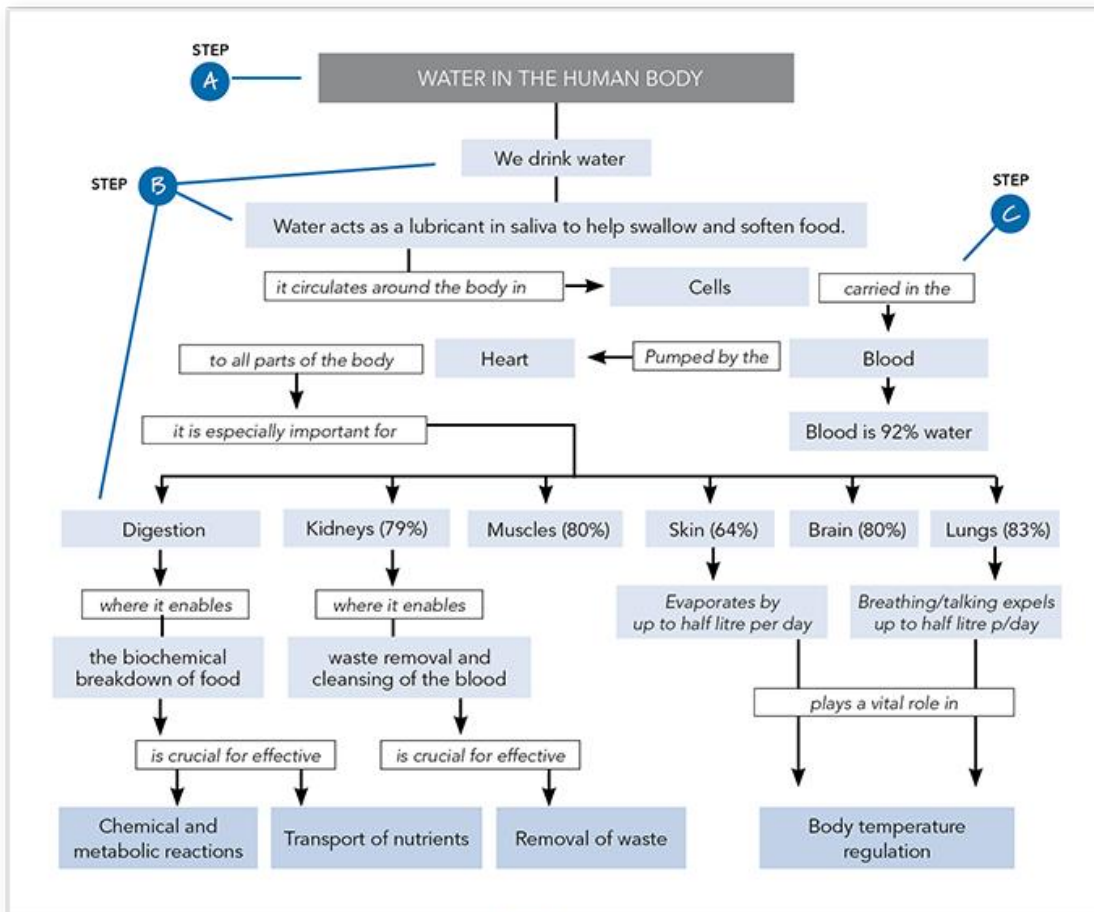 STEP
A
WATER IN THE HUMAN BODY
We drink water
STEP
B
STEP
C
Water acts as a lubricant in saliva to help swallow and soften food.
it circulates around the body in
Cells
carried in the
to all parts of the body
Heart
Pumped by the
Blood
it is especially important for
Blood is 92% water
Digestion
Kidneys (79%)
Muscles (80%)
Skin (64%)
Brain (80%)
Lungs (83%)
where it enables
where it enables
Evaporates by
up to half litre per day
Breathing/talking expels
up to half litre p/day
the biochemical
breakdown of food
waste removal and
cleansing of the blood
plays a vital role in
is crucial for effective
is crucial for effective
Chemical and
metabolic reactions
Transport of nutrients
Removal of waste
Body temperature
regulation